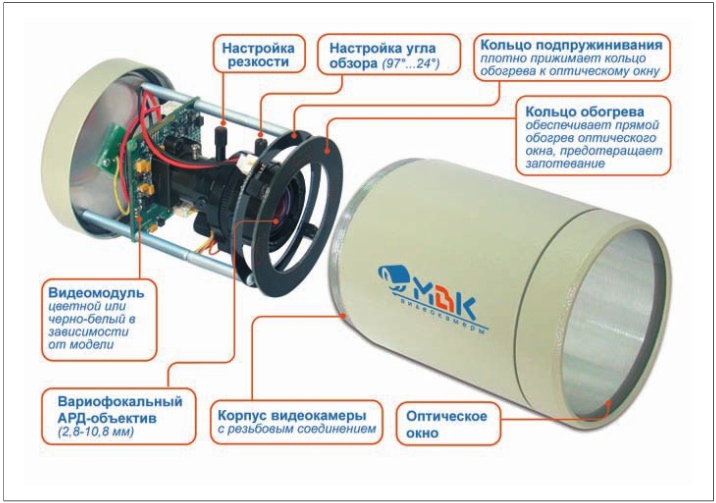 Настройка
резкости
Настройка угла
обзора (97°...24°)
Кольцо подпружинивания
плотно прижимает кольцо
обогрева к оптическому окну
Кольцо обогрева
обеспечивает прямой
обогрев оптического
окна, предотвращает
запотевание
МВК
видеокамеры
Видеомодуль
цветной или
черно-белый в
зависимости
от модели
Вариофокальный
АРД-объектив
(2,8-10,8 мм)
Корпус видеокамеры
с резьбовым соединением
Оптическое
окно